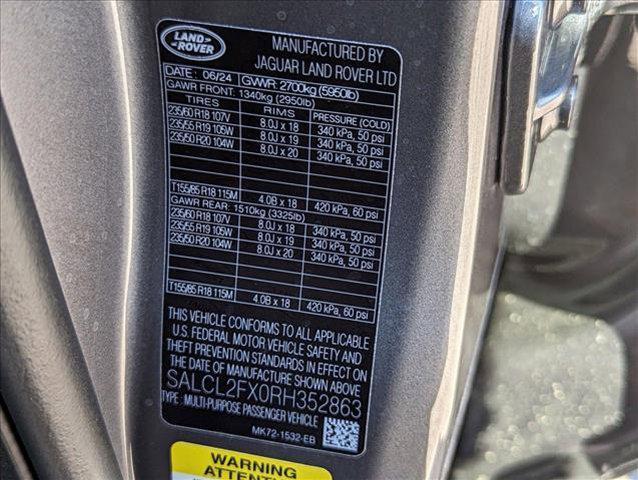 LAND
ROVER
MANUFACTURED BY
JAGUAR LAND ROVER LTD
DATE : 06/24 GVWR: 2700kg (5950lb)
GAWR FRONT: 1340kg (2950lb)
TIRES RIMS PRESSURE (COLD)
235/60 R18 107V 8.0J x 18 340 kPa, 50 psi
235/55 R19 105W 8.0J x 19 340 kPa, 50 psi
235/50 R20 104W 8.0J x 20 340 kPa, 50 psi
T155/85 R18 115M 4.0B x 18 420 kPa, 60 psi
GAWR REAR: 1510kg (3325lb)
235/60 R18 107V 8.0J x 18 340 kPa, 50 psi
235/55 R19 105W 8.0J x 19 340 kPa, 50 psi
235/50 R20 104W 8.0J x 20 340 kPa, 50 psi
T155/85 R18 115M 4.0B x 18 420 kPa, 60 psi
THIS VEHICLE CONFORMS TO ALL APPLICABLE
U.S. FEDERAL MOTOR VEHICLE SAFETY AND
THEFT PREVENTION STANDARDS IN EFFECT ON
THE DATE OF MANUFACTURE SHOWN ABOVE
SALCL2FX0RH352863
TYPE : MULTI-PURPOSE PASSENGER VEHICLE
MK72-1532-EB
WARNING